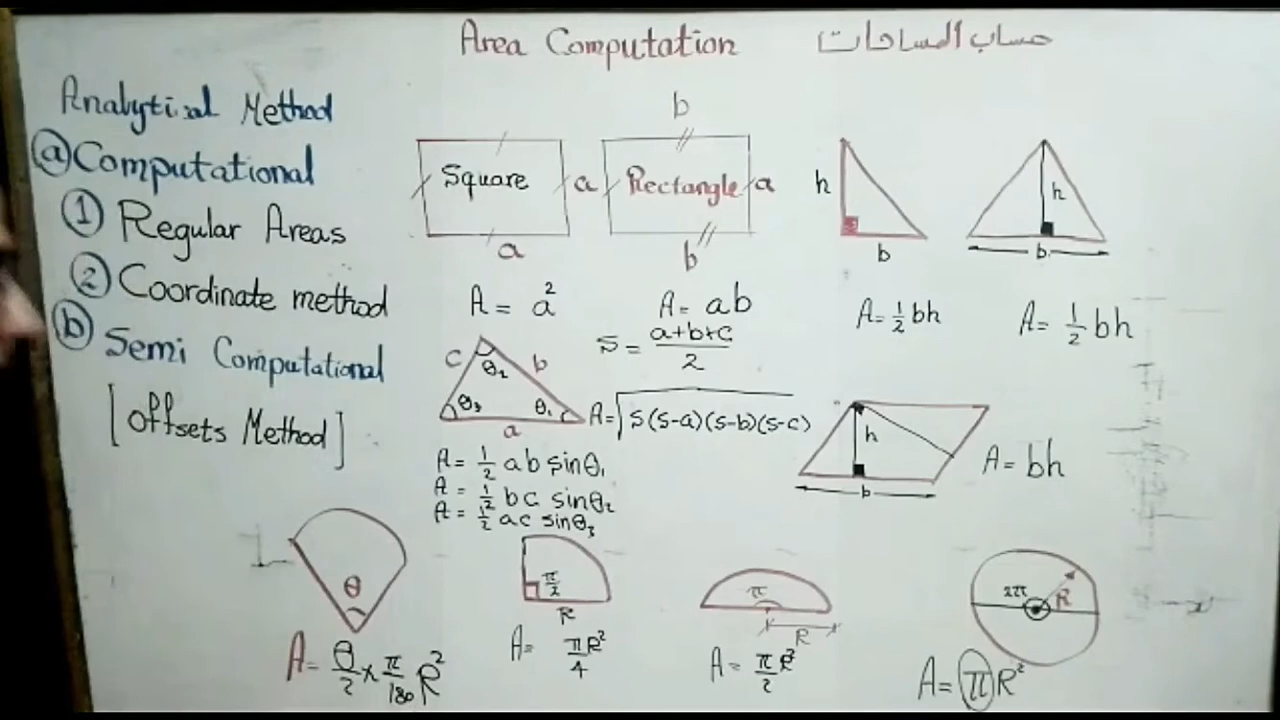 Area Computation حساب المساحات
Analytical Method
(a) Computational
(1) Regular Areas
(2) Coordinate method
(b) Semi Computational
[offsets Method]
Square
a
a
A = a²
b
Rectangle
a
b
A = ab
h
b
A = ½ bh
h
b
A = ½ bh
c
b
θ₂
θ₃
θ₁
a
S = (a+b+c)/2
A = √S(S-a)(S-b)(S-c)
A = ½ ab sinθ₁
A = ½ bc sinθ₂
A = ½ ac sinθ₃
h
b
A = bh
θ
A = θ/2 × π/180 R²
π/2
R
A = πR²/4
π
R
A = π/2 R²
2π
R
A = πR²